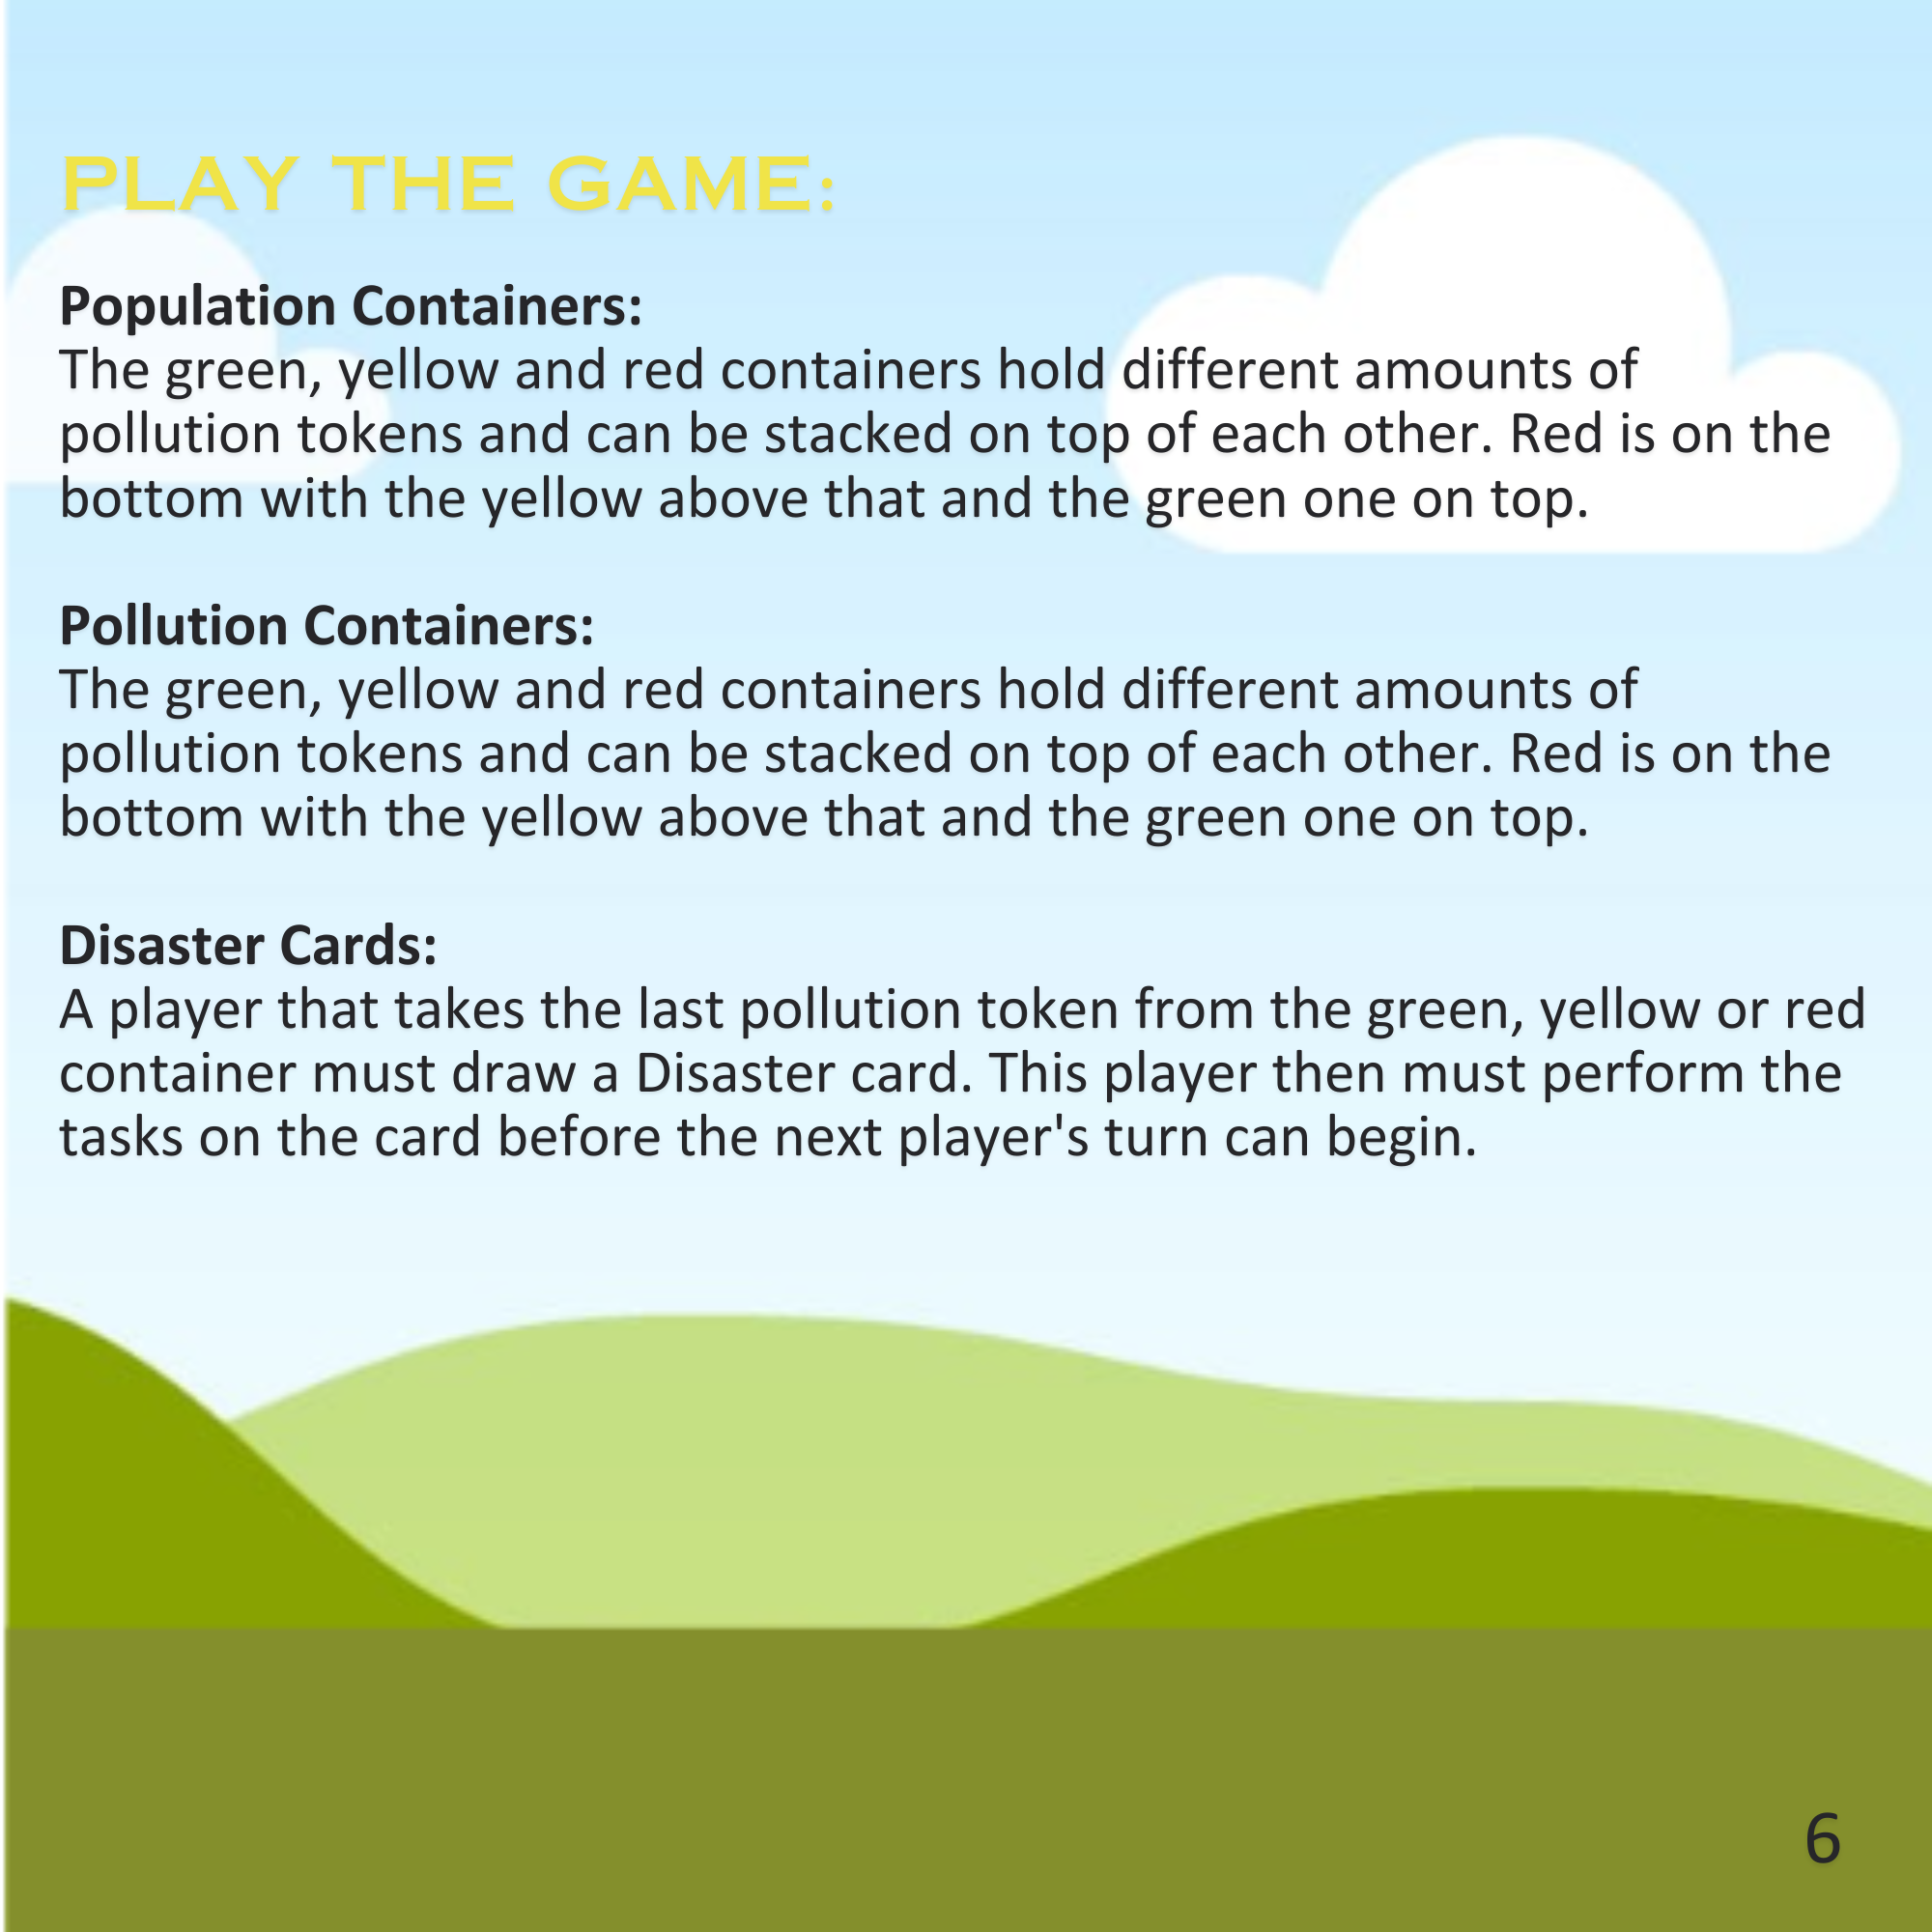 PLAY THE GAME:
Population Containers:
The green, yellow and red containers hold different amounts of
pollution tokens and can be stacked on top of each other. Red is on the
bottom with the yellow above that and the green one on top.
Pollution Containers:
The green, yellow and red containers hold different amounts of
pollution tokens and can be stacked on top of each other. Red is on the
bottom with the yellow above that and the green one on top.
Disaster Cards:
A player that takes the last pollution token from the green, yellow or red
container must draw a Disaster card. This player then must perform the
tasks on the card before the next player's turn can begin.
6